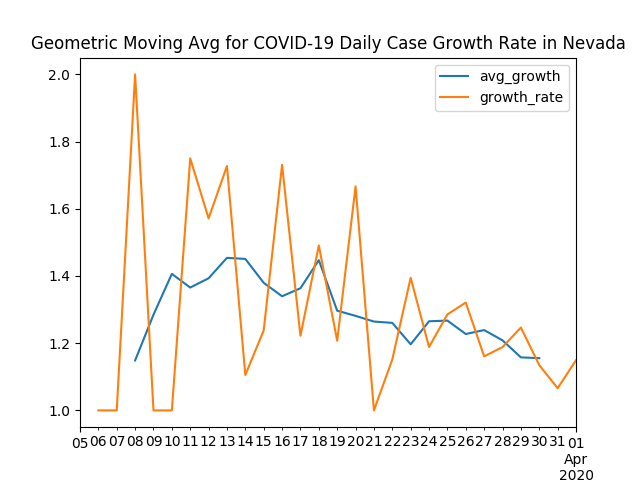 Geometric Moving Avg for COVID-19 Daily Case Growth Rate in Nevada
avg_growth
growth_rate
2.0
1.8
1.6
1.4
1.2
1.0
05 06 07 08 09 10 11 12 13 14 15 16 17 18 19 20 21 22 23 24 25 26 27 28 29 30 31 01
Apr
2020